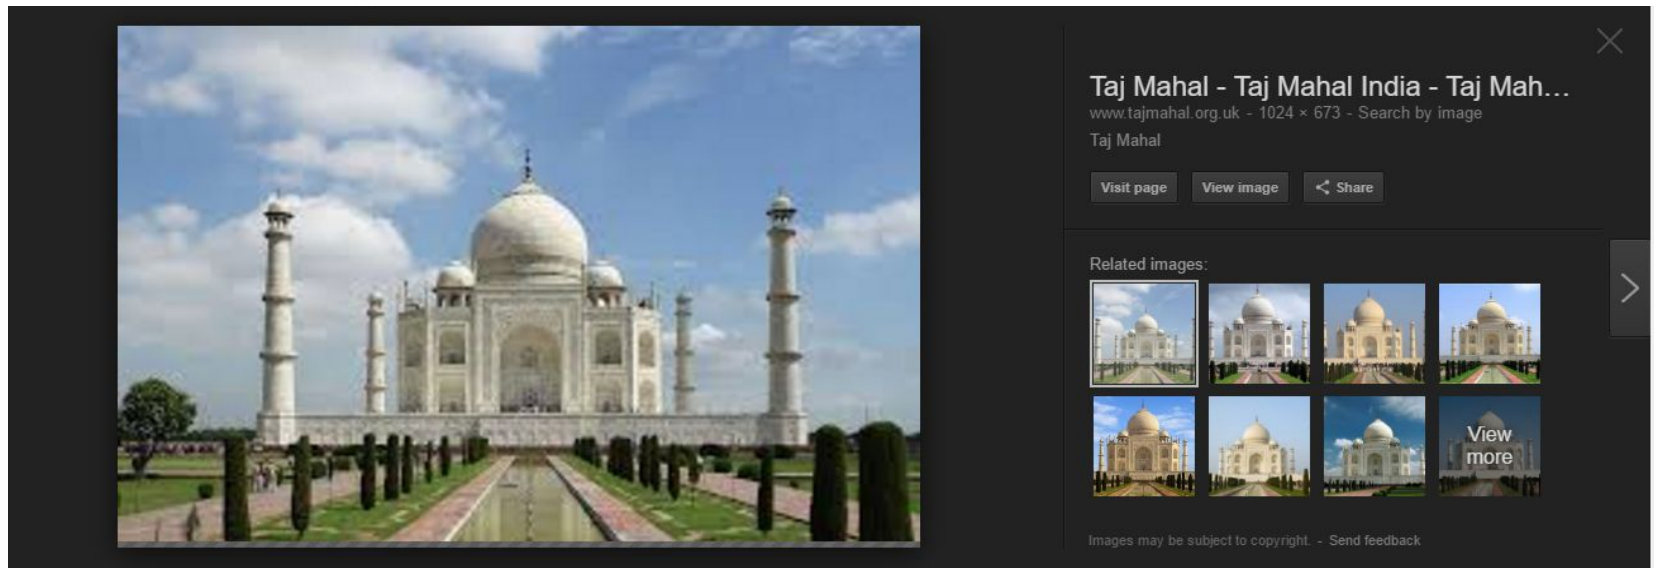 Taj Mahal - Taj Mahal India - Taj Mah...
www.tajmahal.org.uk - 1024 × 673 - Search by image
Taj Mahal
Visit page View image Share
Related images:
View
more
Images may be subject to copyright. - Send feedback